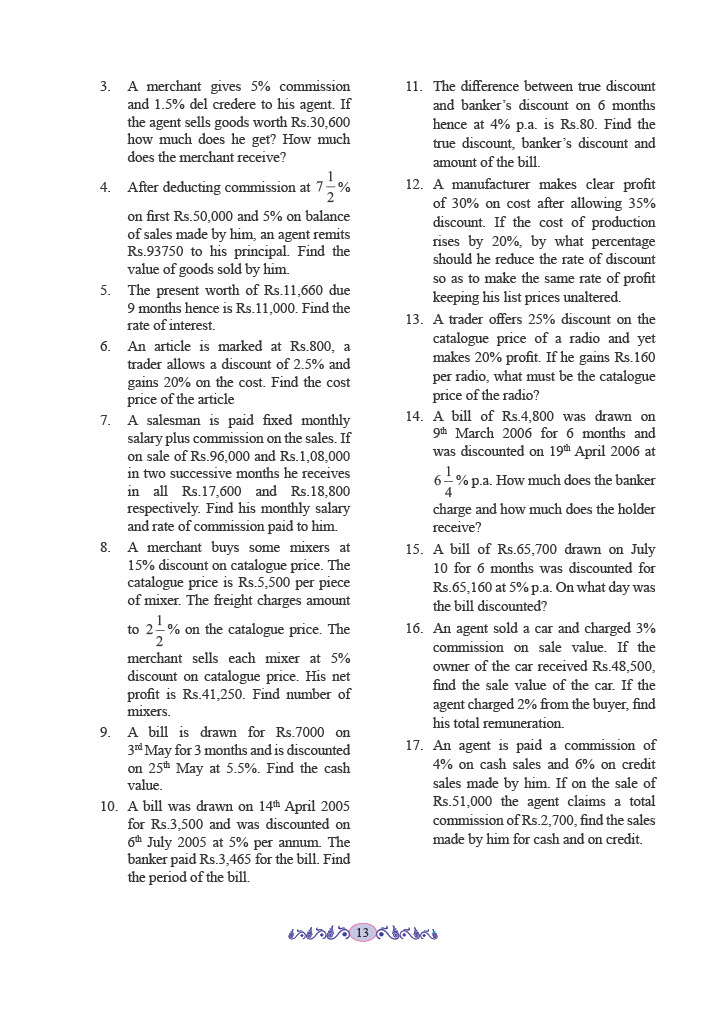 3. A merchant gives 5% commission
and 1.5% del credere to his agent. If
the agent sells goods worth Rs.30,600
how much does he get? How much
does the merchant receive?
4. After deducting commission at 7 1/2 %
on first Rs.50,000 and 5% on balance
of sales made by him, an agent remits
Rs.93750 to his principal. Find the
value of goods sold by him.
5. The present worth of Rs.11,660 due
9 months hence is Rs.11,000. Find the
rate of interest.
6. An article is marked at Rs.800, a
trader allows a discount of 2.5% and
gains 20% on the cost. Find the cost
price of the article
7. A salesman is paid fixed monthly
salary plus commission on the sales. If
on sale of Rs.96,000 and Rs.1,08,000
in two successive months he receives
in all Rs.17,600 and Rs.18,800
respectively. Find his monthly salary
and rate of commission paid to him.
8. A merchant buys some mixers at
15% discount on catalogue price. The
catalogue price is Rs.5,500 per piece
of mixer. The freight charges amount
to 2 1/2 % on the catalogue price. The
merchant sells each mixer at 5%
discount on catalogue price. His net
profit is Rs.41,250. Find number of
mixers.
9. A bill is drawn for Rs.7000 on
3rd May for 3 months and is discounted
on 25th May at 5.5%. Find the cash
value.
10. A bill was drawn on 14th April 2005
for Rs.3,500 and was discounted on
6th July 2005 at 5% per annum. The
banker paid Rs.3,465 for the bill. Find
the period of the bill.
11. The difference between true discount
and banker's discount on 6 months
hence at 4% p.a. is Rs.80. Find the
true discount, banker's discount and
amount of the bill.
12. A manufacturer makes clear profit
of 30% on cost after allowing 35%
discount. If the cost of production
rises by 20%, by what percentage
should he reduce the rate of discount
so as to make the same rate of profit
keeping his list prices unaltered.
13. A trader offers 25% discount on the
catalogue price of a radio and yet
makes 20% profit. If he gains Rs.160
per radio, what must be the catalogue
price of the radio?
14. A bill of Rs.4,800 was drawn on
9th March 2006 for 6 months and
was discounted on 19th April 2006 at
6 1/4 % p.a. How much does the banker
charge and how much does the holder
receive?
15. A bill of Rs.65,700 drawn on July
10 for 6 months was discounted for
Rs.65,160 at 5% p.a. On what day was
the bill discounted?
16. An agent sold a car and charged 3%
commission on sale value. If the
owner of the car received Rs.48,500,
find the sale value of the car. If the
agent charged 2% from the buyer, find
his total remuneration.
17. An agent is paid a commission of
4% on cash sales and 6% on credit
sales made by him. If on the sale of
Rs.51,000 the agent claims a total
commission of Rs.2,700, find the sales
made by him for cash and on credit.
13